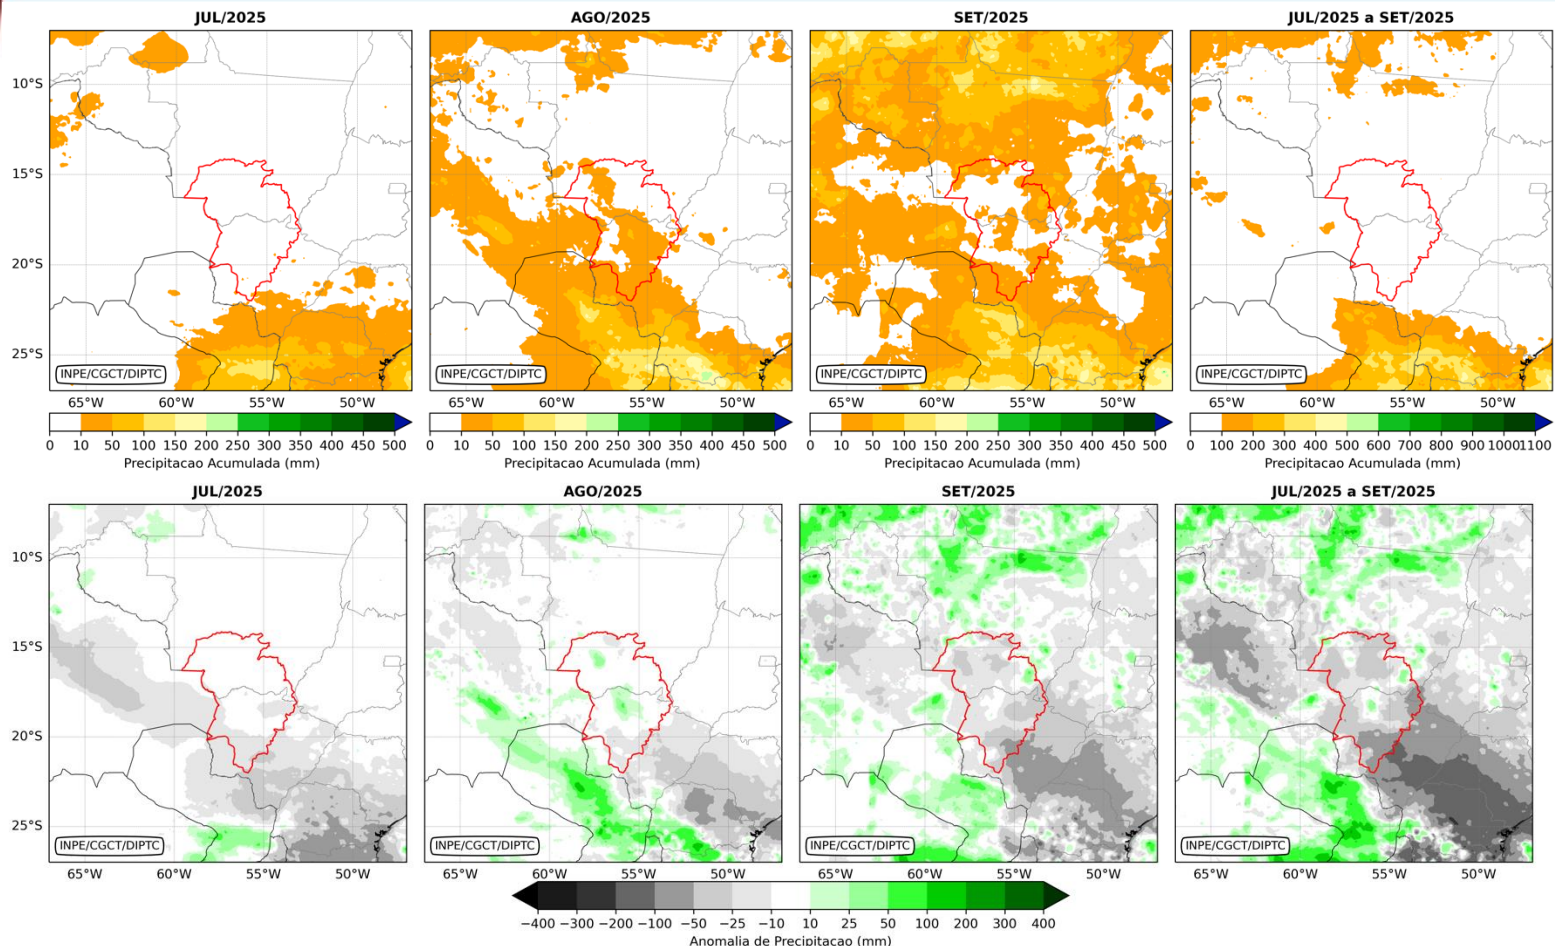 JUL/2025 AGO/2025 SET/2025 JUL/2025 a SET/2025
10°S
15°S
20°S
25°S
INPE/CGCT/DIPTC INPE/CGCT/DIPTC INPE/CGCT/DIPTC INPE/CGCT/DIPTC
65°W 60°W 55°W 50°W 65°W 60°W 55°W 50°W 65°W 60°W 55°W 50°W 65°W 60°W 55°W 50°W
0 10 50 100 150 200 250 300 350 400 450 500 0 10 50 100 150 200 250 300 350 400 450 500 0 10 50 100 150 200 250 300 350 400 450 500 0 100 200 300 400 500 600 700 800 900 1000 1100
Precipitacao Acumulada (mm) Precipitacao Acumulada (mm) Precipitacao Acumulada (mm) Precipitacao Acumulada (mm)
JUL/2025 AGO/2025 SET/2025 JUL/2025 a SET/2025
10°S
15°S
20°S
25°S
INPE/CGCT/DIPTC INPE/CGCT/DIPTC INPE/CGCT/DIPTC INPE/CGCT/DIPTC
65°W 60°W 55°W 50°W 65°W 60°W 55°W 50°W 65°W 60°W 55°W 50°W 65°W 60°W 55°W 50°W
−400 −300 −200 −100 −50 −25 −10 10 25 50 100 200 300 400
Anomalia de Precipitacao (mm)